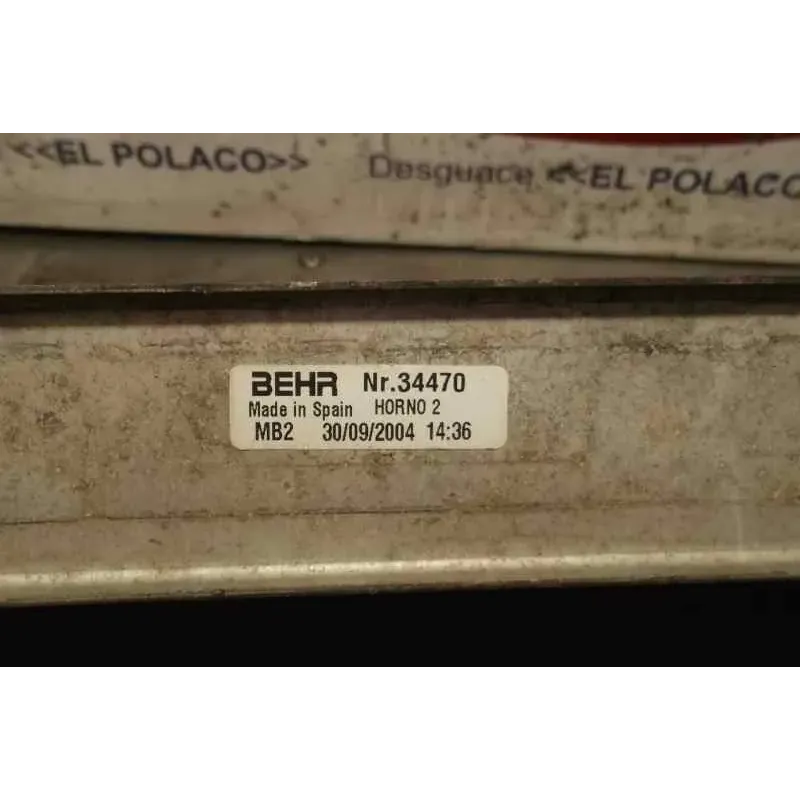 <<EL POLACO>> Desguace <<EL POLACO
BEHR Nr.34470
Made in Spain HORNO 2
MB2 30/09/2004 14:36